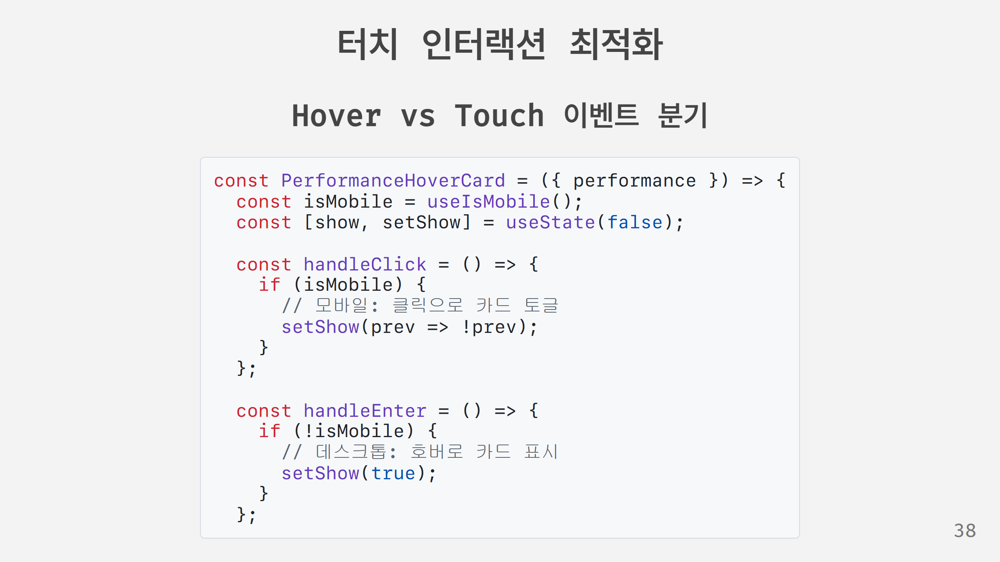 터치 인터랙션 최적화
Hover vs Touch 이벤트 분기
const PerformanceHoverCard = ({ performance }) => {
  const isMobile = useIsMobile();
  const [show, setShow] = useState(false);

  const handleClick = () => {
    if (isMobile) {
      // 모바일: 클릭으로 카드 토글
      setShow(prev => !prev);
    }
  };

  const handleEnter = () => {
    if (!isMobile) {
      // 데스크톱: 호버로 카드 표시
      setShow(true);
    }
  };
38